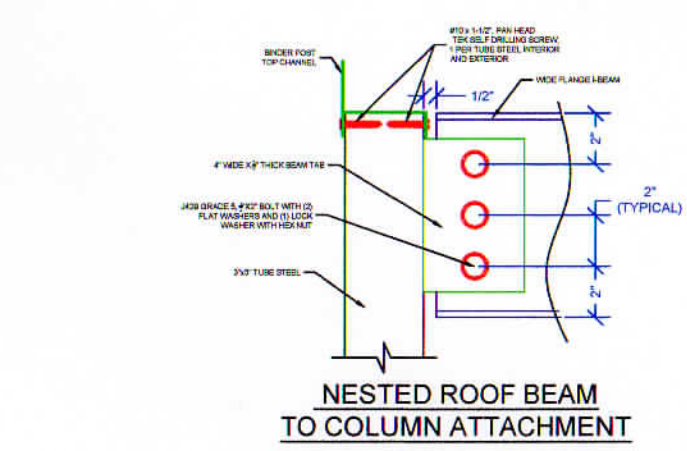 #10 x 1-1/2", PAN HEAD
TEK SELF DRILLING SCREW,
1 PER TUBE STEEL INTERIOR
AND EXTERIOR
BINDER POST
TOP CHANNEL
WIDE FLANGE I-BEAM
1/2"
2"
4" WIDE X THICK BEAM TAB
2"
(TYPICAL)
J429 GRADE 5, X2" BOLT WITH (2)
FLAT WASHERS AND (1) LOCK
WASHER WITH HEX NUT
3"x3" TUBE STEEL
2"
NESTED ROOF BEAM
TO COLUMN ATTACHMENT